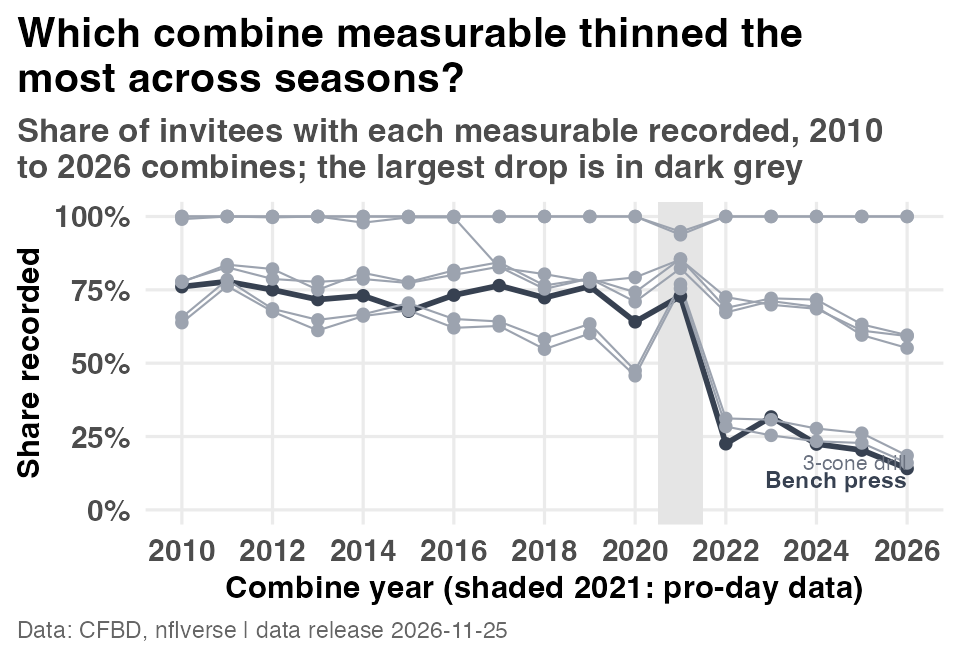 Which combine measurable thinned the
most across seasons?
Share of invitees with each measurable recorded, 2010
to 2026 combines; the largest drop is in dark grey
Share recorded
100%
75%
50%
25%
0%
3-cone drill
Bench press
2010 2012 2014 2016 2018 2020 2022 2024 2026
Combine year (shaded 2021: pro-day data)
Data: CFBD, nflverse | data release 2026-11-25